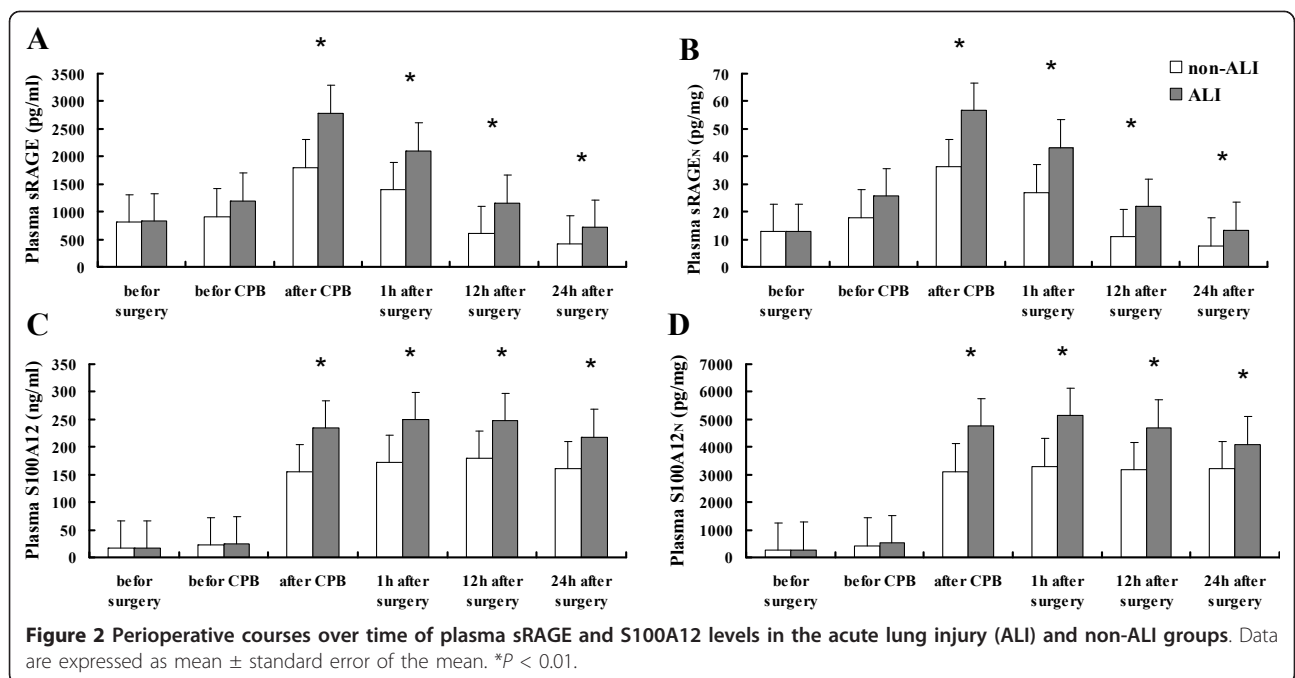 A
Plasma sRAGE (pg/ml)
3500
3000
2500
2000
1500
1000
500
0
*
*
*
*
befor surgery
befor CPB
after CPB
1h after surgery
12h after surgery
24h after surgery
B
Plasma sRAGEN (pg/mg)
70
60
50
40
30
20
10
0
*
*
*
*
non-ALI
ALI
befor surgery
befor CPB
after CPB
1h after surgery
12h after surgery
24h after surgery
C
Plasma S100A12 (ng/ml)
350
300
250
200
150
100
50
0
*
*
*
*
befor surgery
befor CPB
after CPB
1h after surgery
12h after surgery
24h after surgery
D
Plasma S100A12N (pg/mg)
7000
6000
5000
4000
3000
2000
1000
0
*
*
*
*
befor surgery
befor CPB
after CPB
1h after surgery
12h after surgery
24h after surgery
Figure 2 Perioperative courses over time of plasma sRAGE and S100A12 levels in the acute lung injury (ALI) and non-ALI groups. Data
are expressed as mean ± standard error of the mean. *P < 0.01.